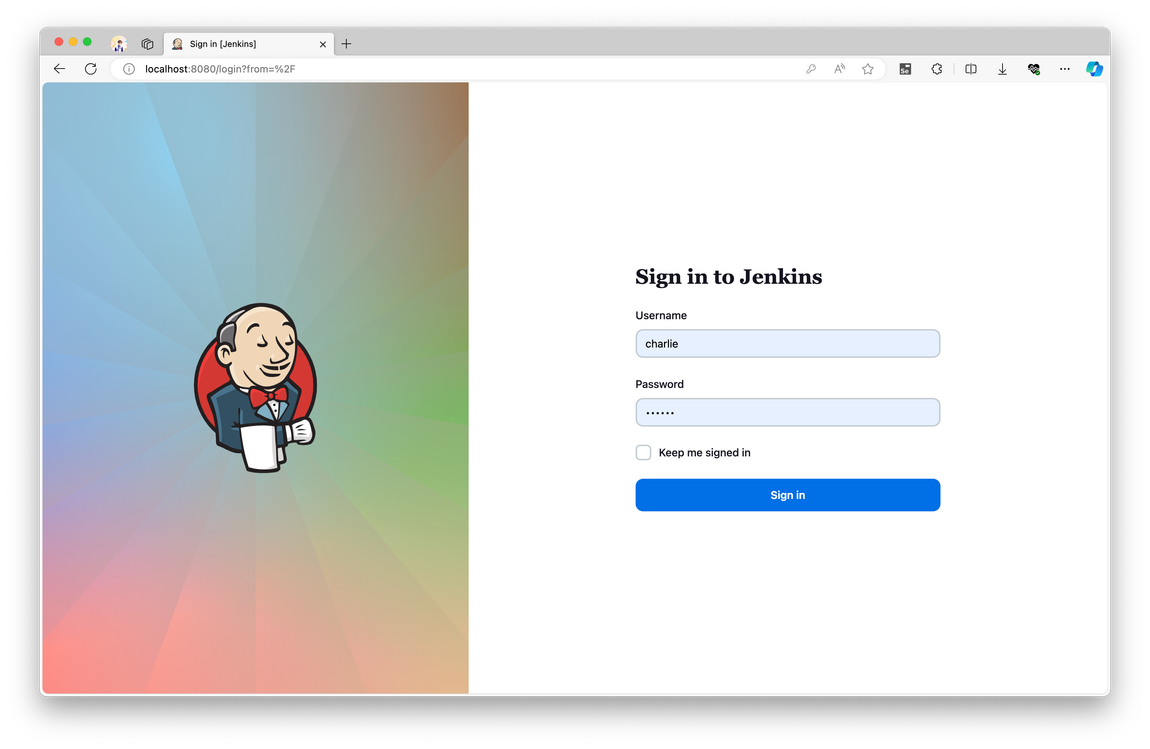 Sign in [Jenkins]
localhost:8080/login?from=%2F
Sign in to Jenkins
Username
charlie
Password
••••••
Keep me signed in
Sign in